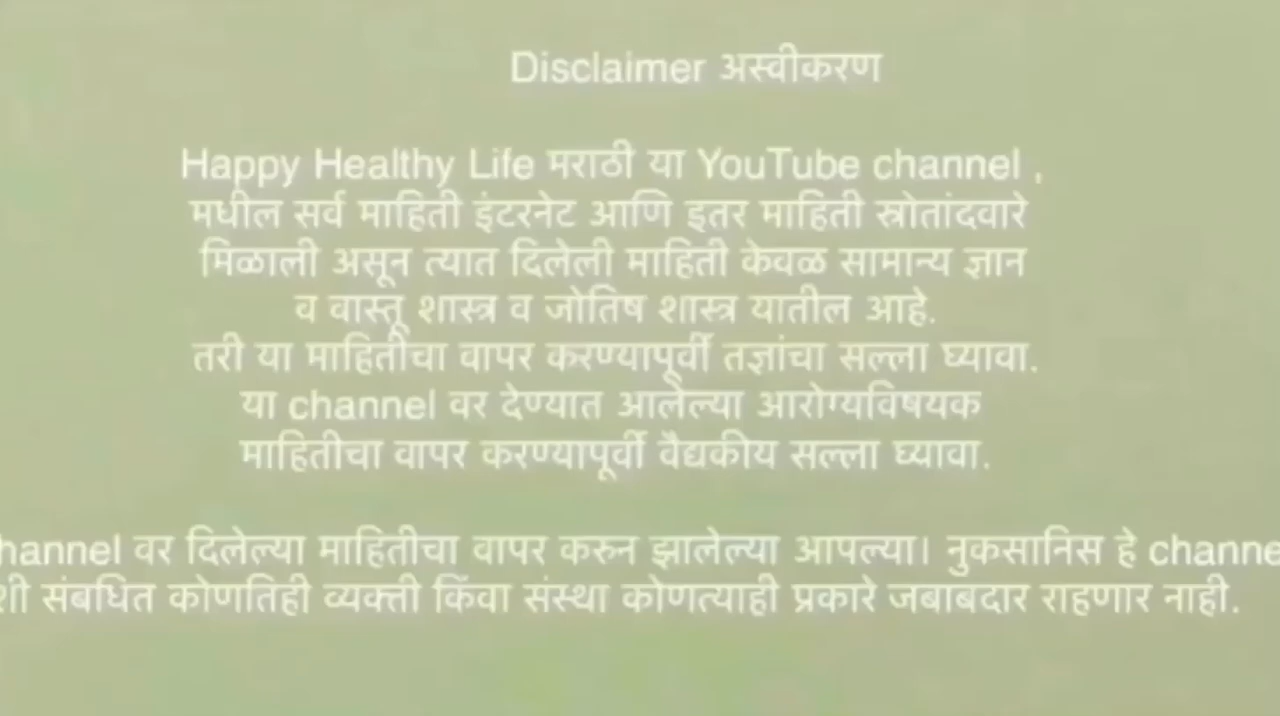 Disclaimer अस्वीकरण
Happy Healthy Life मराठी या YouTube channel ,
मधील सर्व माहिती इंटरनेट आणि इतर माहिती स्रोतांदवारे
मिळाली असून त्यात दिलेली माहिती केवळ सामान्य ज्ञान
व वास्तू शास्त्र व जोतिष शास्त्र यातील आहे.
तरी या माहितीचा वापर करण्यापूर्वी तज्ञांचा सल्ला घ्यावा.
या channel वर देण्यात आलेल्या आरोग्यविषयक
माहितीचा वापर करण्यापूर्वी वैद्यकीय सल्ला घ्यावा.
hannel वर दिलेल्या माहितीचा वापर करुन झालेल्या आपल्या। नुकसानिस हे channe
शी संबधित कोणतिही व्यक्ती किंवा संस्था कोणत्याही प्रकारे जबाबदार राहणार नाही.